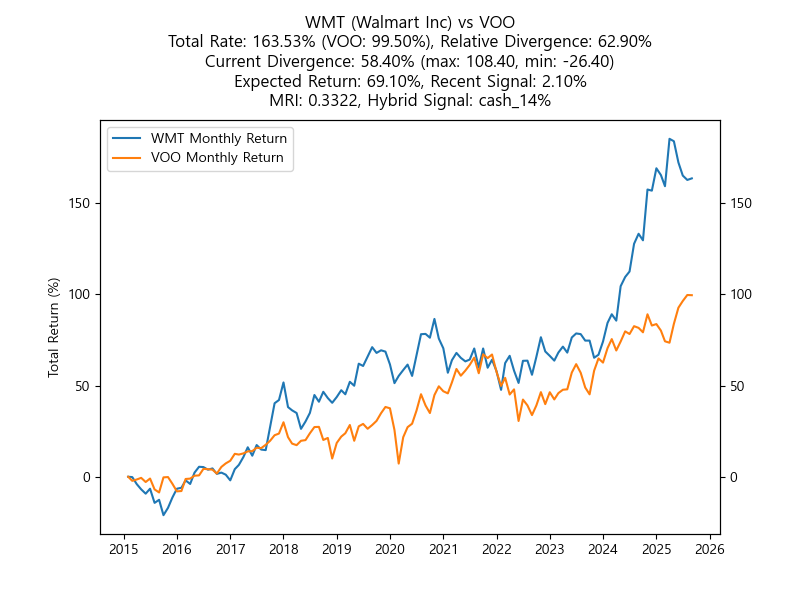 WMT (Walmart Inc) vs VOO
Total Rate: 163.53% (VOO: 99.50%), Relative Divergence: 62.90%
Current Divergence: 58.40% (max: 108.40, min: -26.40)
Expected Return: 69.10%, Recent Signal: 2.10%
MRI: 0.3322, Hybrid Signal: cash_14%
WMT Monthly Return
VOO Monthly Return
Total Return (%)
150
100
50
0
150
100
50
0
2015 2016 2017 2018 2019 2020 2021 2022 2023 2024 2025 2026